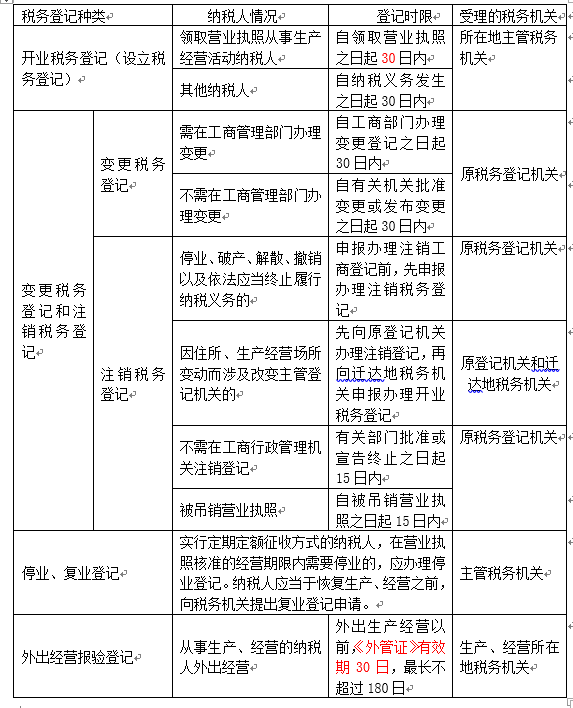 税务登记种类
纳税人情况
登记时限
受理的税务机关
开业税务登记（设立税
务登记）
领取营业执照从事生产
经营活动纳税人
自领取营业执照
之日起 30 日内
所在地主管税务
机关
其他纳税人
自纳税义务发生
之日起 30 日内
变更税务
登记和注
销税务登
记
变更税务
登记
需在工商管理部门办理
变更
自工商部门办理
变更登记之日起
30 日内
原税务登记机关
不需在工商管理部门办
理变更
自有关机关批准
变更或发布变更
之日起 30 日内
注销税务
登记
停业、破产、解散、撤销
以及依法应当终止履行
纳税义务的
申报办理注销工
商登记前，先申报
办理注销税务登
记
原税务登记机关
因住所、生产经营场所
变动而涉及改变主管登
记机关的
先向原登记机关
办理注销登记，再
向迁达地税务机
关申报办理开业
税务登记
原登记机关和迁
达地税务机关
不需在工商行政管理机
关注销登记
有关部门批准或
宣告终止之日起
15 日内
原税务登记机关
被吊销营业执照
自被吊销营业执
照之日起 15 日内
停业、复业登记
实行定期定额征收方式的纳税人，在营业执
照核准的经营期限内需要停业的，应办理停
业登记。纳税人应当于恢复生产、经营之前，
向税务机关提出复业登记申请。
主管税务机关
外出经营报验登记
从事生产、经营的纳税
人外出经营
外出生产经营以
前，《外管证》有效
期 30 日，最长不
超过 180 日
生产、经营所在
地税务机关